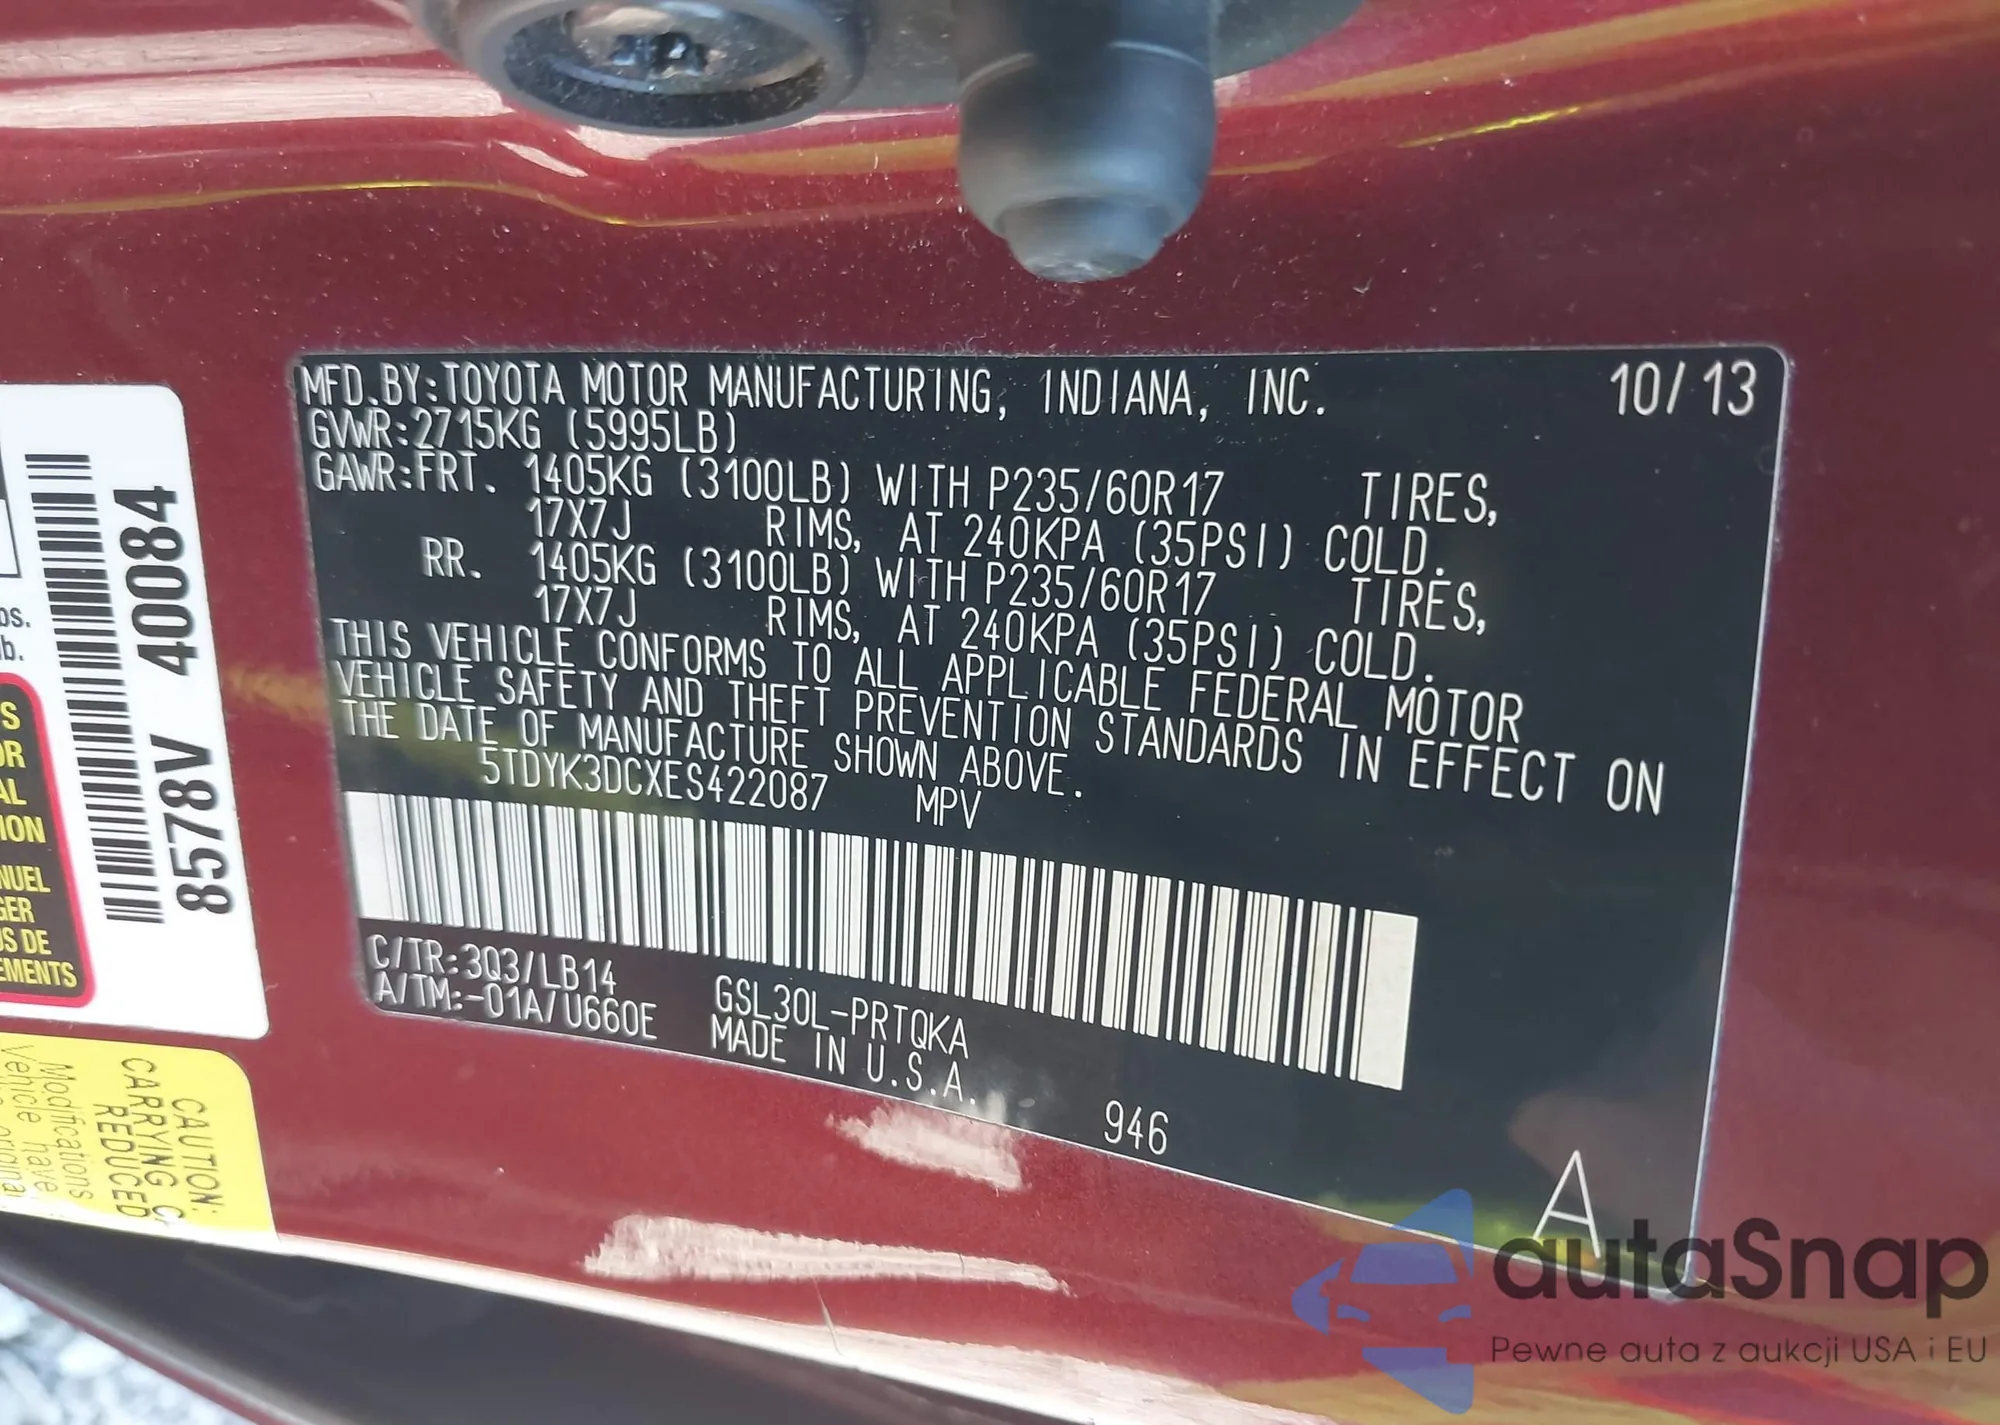 MFD.BY:TOYOTA MOTOR MANUFACTURING, INDIANA, INC. 10/13
GVWR:2715KG (5995LB)
GAWR:FRT. 1405KG (3100LB) WITH P235/60R17 TIRES,
17X7J RIMS, AT 240KPA (35PSI) COLD.
RR. 1405KG (3100LB) WITH P235/60R17 TIRES,
17X7J RIMS, AT 240KPA (35PSI) COLD.
THIS VEHICLE CONFORMS TO ALL APPLICABLE FEDERAL MOTOR
VEHICLE SAFETY AND THEFT PREVENTION STANDARDS IN EFFECT ON
THE DATE OF MANUFACTURE SHOWN ABOVE.
5TDYK3DCXES422087 MPV
C/TR:3Q3/LB14
A/TM:-01A/U660E
GSL30L-PRTQKA
MADE IN U.S.A.
946
A
8578V 40084
lb.
NUEL
US DE
CAUTION:
CARRYING
REDUCED
Modifications
vehicle have
autaSnap
Pewne auta z aukcji USA i EU